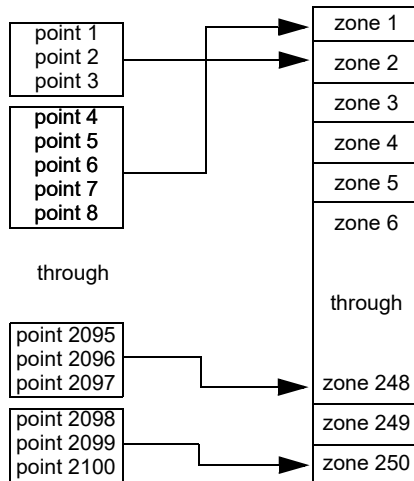 point 1
point 2
point 3
point 4
point 5
point 6
point 7
point 8
through
point 2095
point 2096
point 2097
point 2098
point 2099
point 2100
zone 1
zone 2
zone 3
zone 4
zone 5
zone 6
through
zone 248
zone 249
zone 250